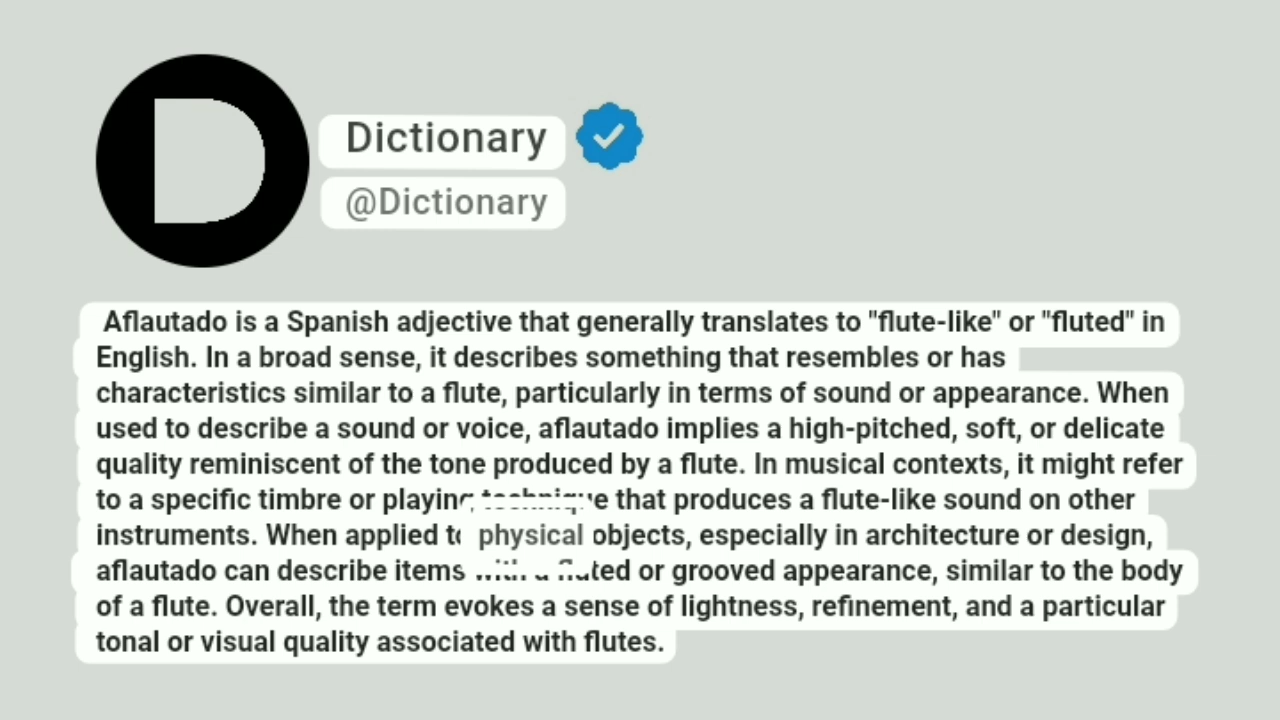 D
Dictionary
@Dictionary
Aflautado is a Spanish adjective that generally translates to "flute-like" or "fluted" in
English. In a broad sense, it describes something that resembles or has
characteristics similar to a flute, particularly in terms of sound or appearance. When
used to describe a sound or voice, aflautado implies a high-pitched, soft, or delicate
quality reminiscent of the tone produced by a flute. In musical contexts, it might refer
to a specific timbre or playing technique that produces a flute-like sound on other
instruments. When applied to physical objects, especially in architecture or design,
aflautado can describe items with a fluted or grooved appearance, similar to the body
of a flute. Overall, the term evokes a sense of lightness, refinement, and a particular
tonal or visual quality associated with flutes.